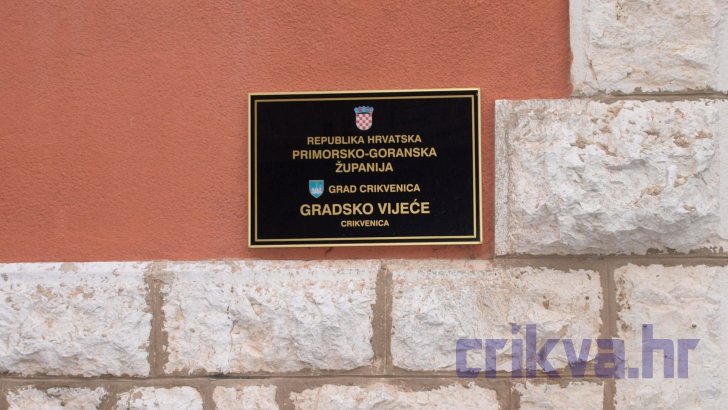 REPUBLIKA HRVATSKA
PRIMORSKO-GORANSKA
ŽUPANIJA
GRAD CRIKVENICA
GRADSKO VIJEĆE
CRIKVENICA
crikva.hr